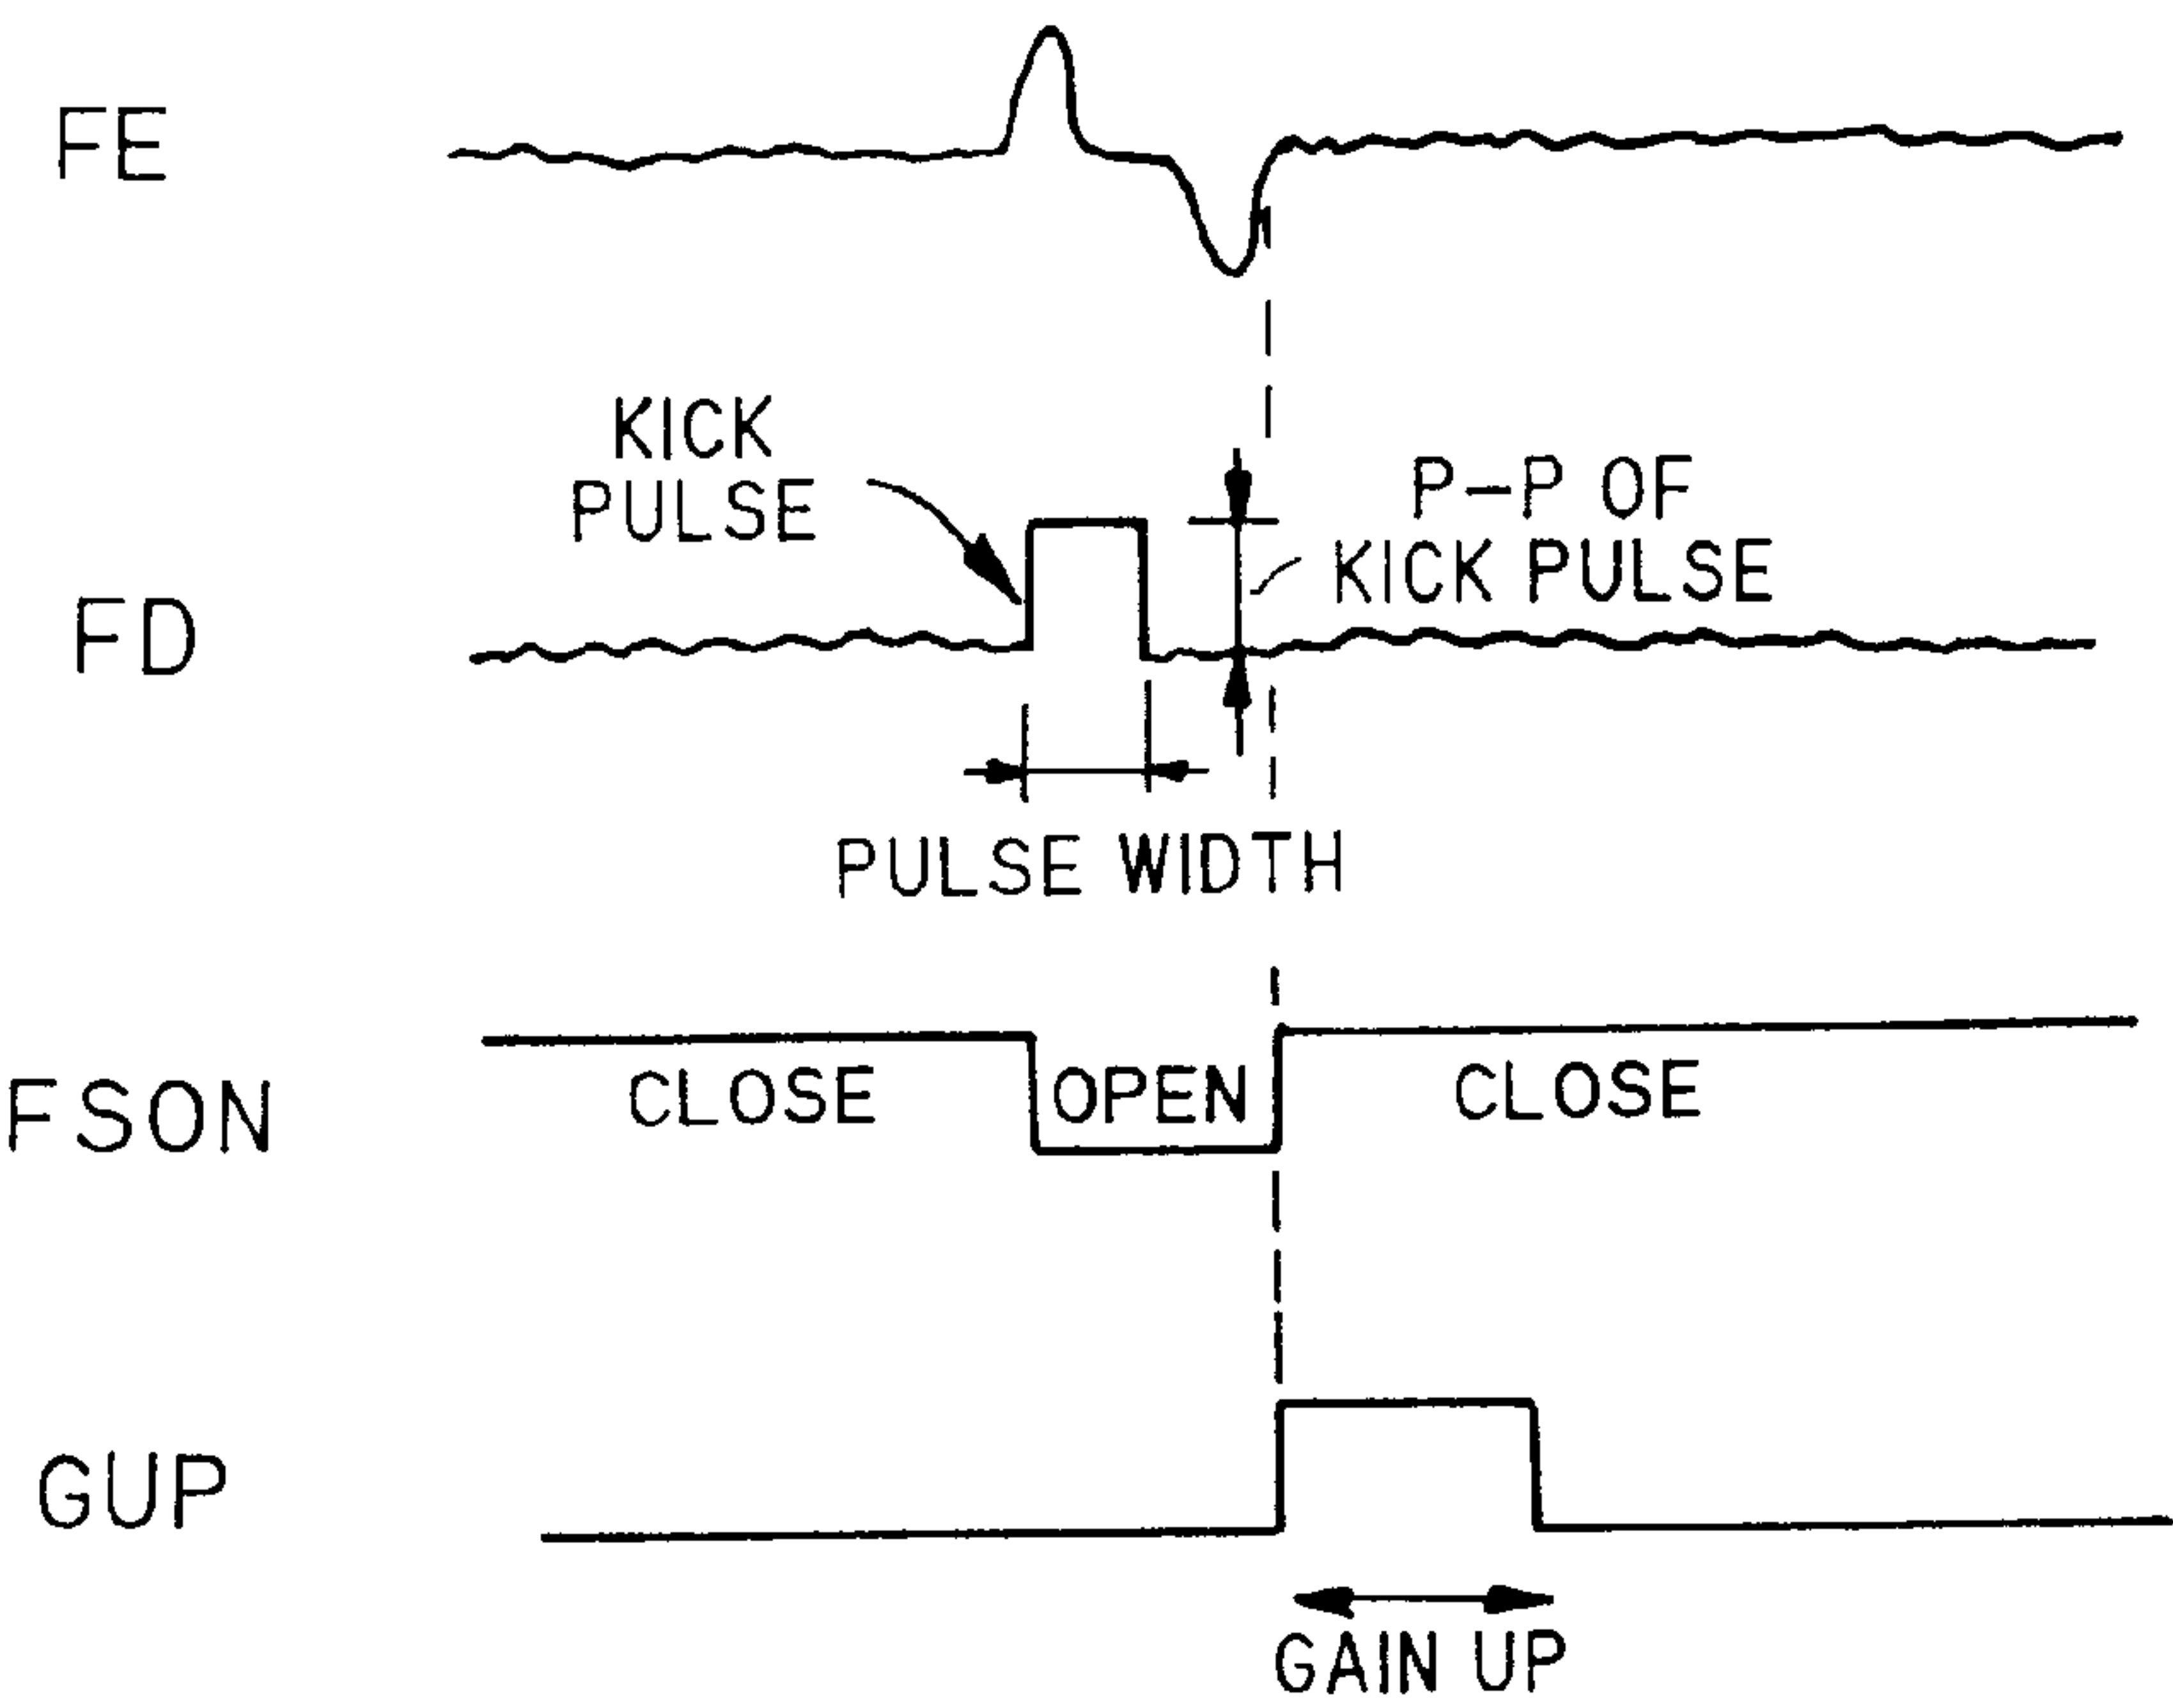 FE
KICK
PULSE
P-P OF
KICK PULSE
FD
PULSE WIDTH
FSON
CLOSE
OPEN
CLOSE
GUP
GAIN UP